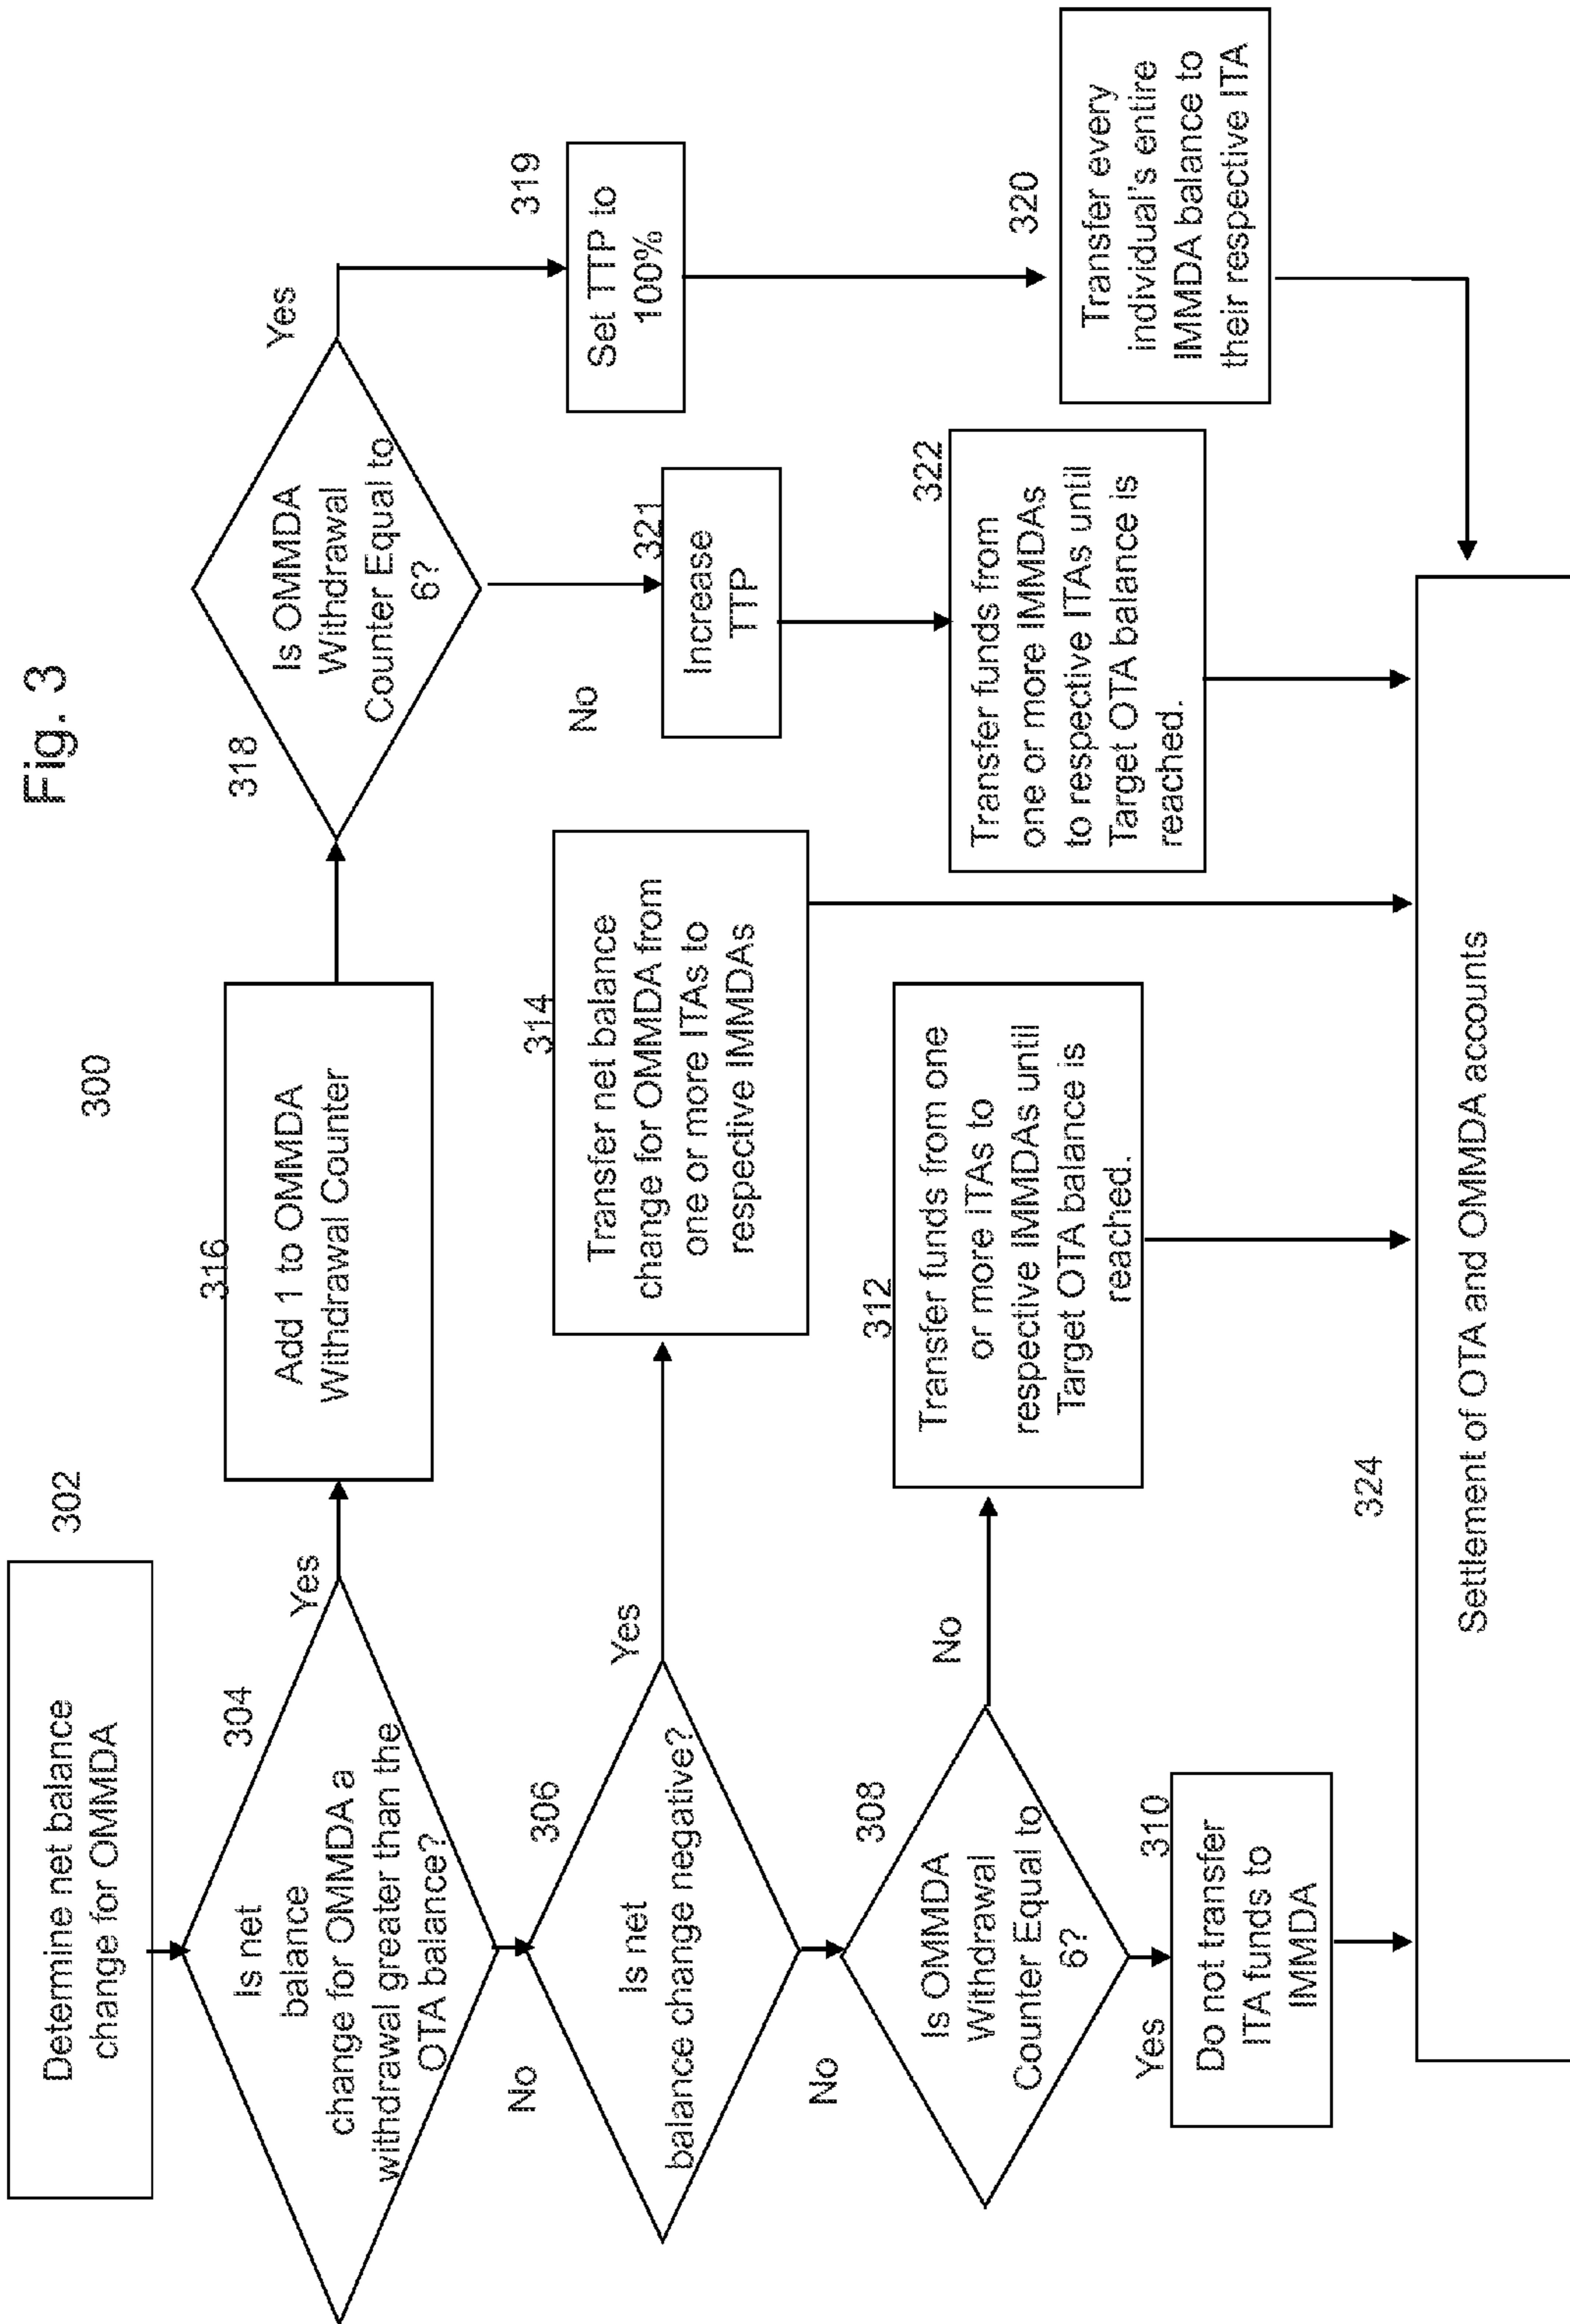 Fig. 3
300
302
Determine net balance
change for OMMDA
304
Is net
balance
change for OMMDA a
withdrawal greater than the
OTA balance?
Yes
No
316
Add 1 to OMMDA
Withdrawal Counter
318
Is OMMDA
Withdrawal
Counter Equal to
6?
Yes
No
319
Set TTP to
100%
320
Transfer every
individual's entire
IMMDA balance to
their respective ITA
321
Increase
TTP
322
Transfer funds from
one or more IMMDAs
to respective ITAs until
Target OTA balance is
reached.
306
Is net
balance change negative?
Yes
No
314
Transfer net balance
change for OMMDA from
one or more ITAs to
respective IMMDAs
308
Is OMMDA
Withdrawal
Counter Equal to
6?
No
Yes
312
Transfer funds from one
or more ITAs to
respective IMMDAs until
Target OTA balance is
reached.
310
Do not transfer
ITA funds to
IMMDA
324
Settlement of OTA and OMMDA accounts